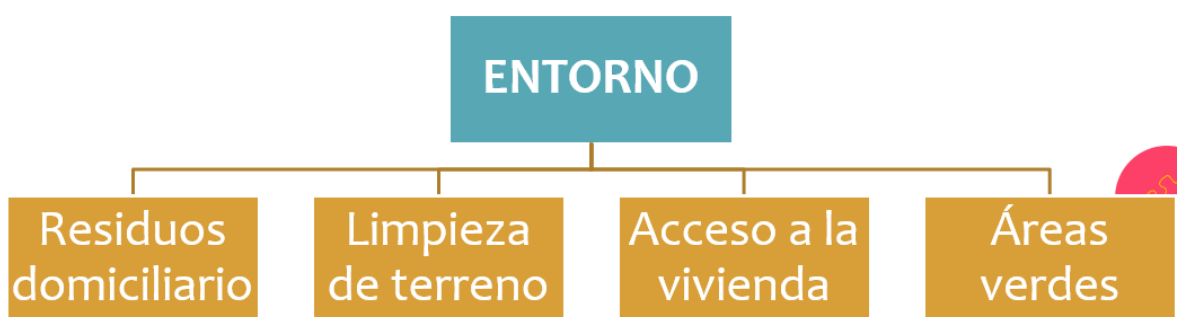 ENTORNO
Residuos
domiciliario
Limpieza
de terreno
Acceso a la
vivienda
Áreas
verdes